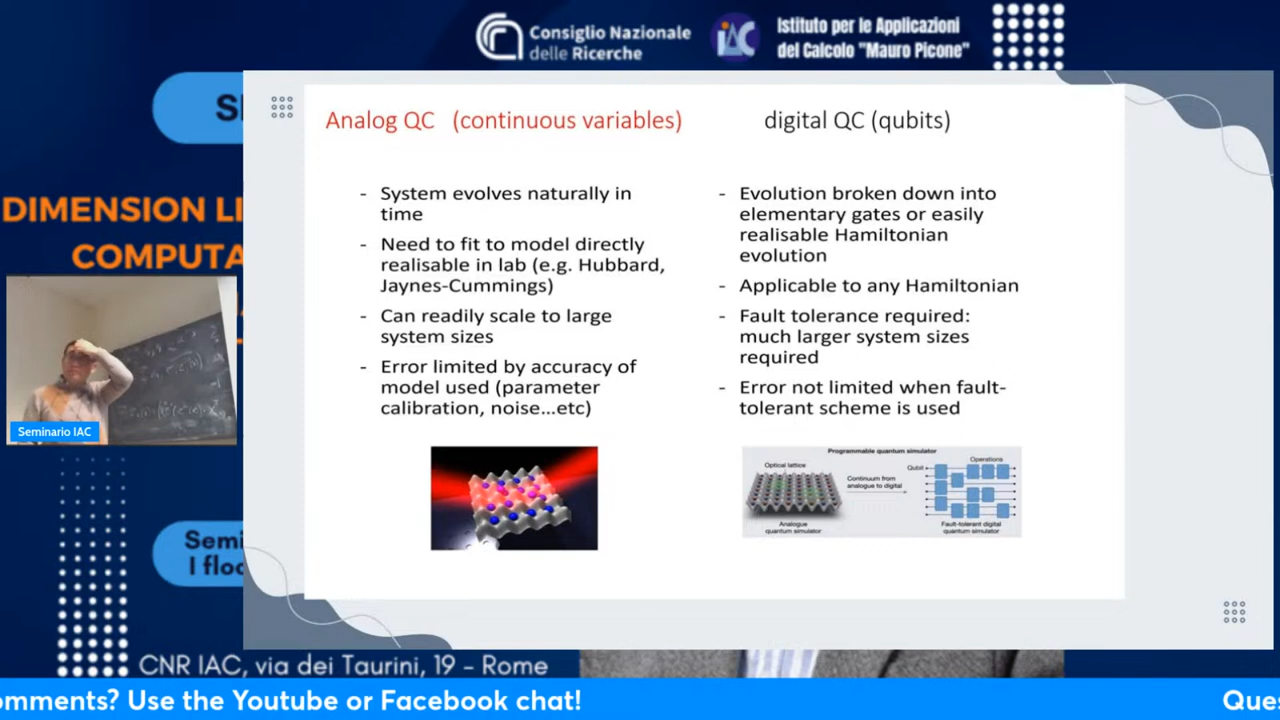 Consiglio Nazionale
delle Ricerche
iAC
Istituto per le Applicazioni
del Calcolo "Mauro Picone"
DIMENSION LI
COMPUTA
Seminario IAC
Semi
I floo
Analog QC (continuous variables)
- System evolves naturally in
time
- Need to fit to model directly
realisable in lab (e.g. Hubbard,
Jaynes-Cummings)
- Can readily scale to large
system sizes
- Error limited by accuracy of
model used (parameter
calibration, noise...etc)
digital QC (qubits)
- Evolution broken down into
elementary gates or easily
realisable Hamiltonian
evolution
- Applicable to any Hamiltonian
- Fault tolerance required:
much larger system sizes
required
- Error not limited when fault-
tolerant scheme is used
Programmable quantum simulator
Optical lattice
Continuum from
analogue to digital
Analogue
quantum simulator
Operations
Qubit
Fault-tolerant digital
quantum simulator
CNR IAC, via dei Taurini, 19 - Rome
omments? Use the Youtube or Facebook chat!
Ques